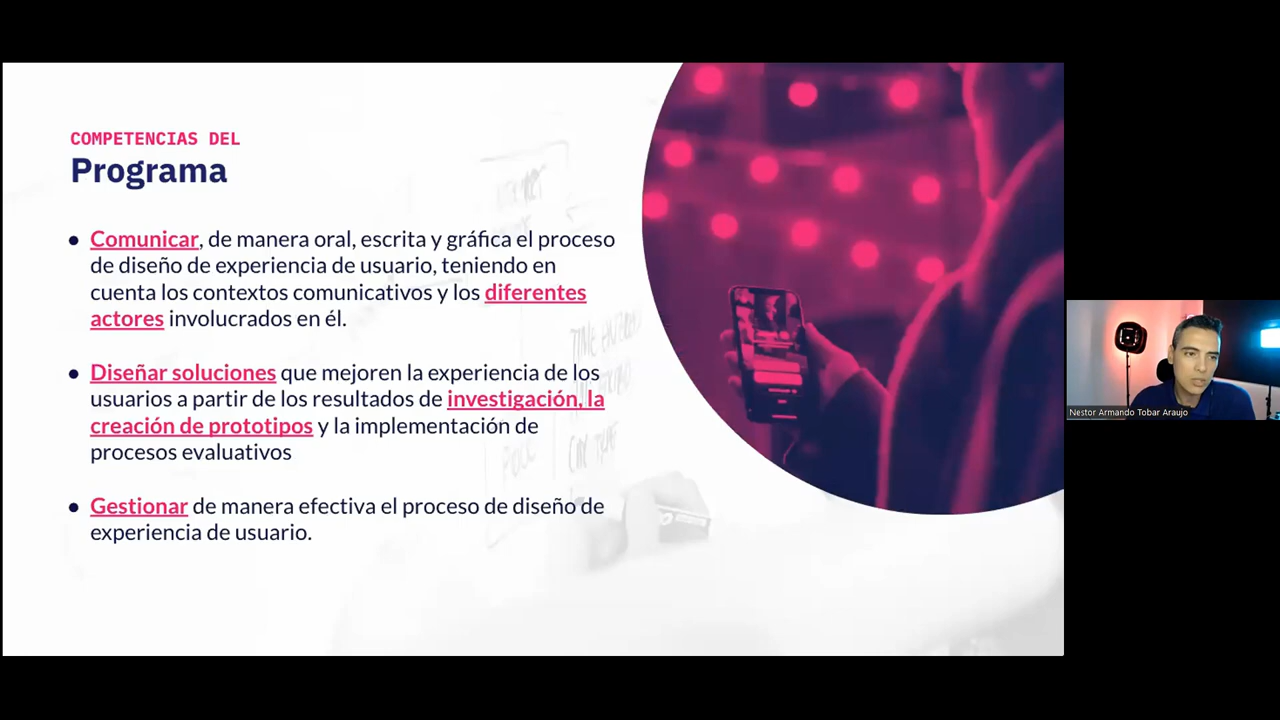 COMPETENCIAS DEL
Programa
● Comunicar, de manera oral, escrita y gráfica el proceso
de diseño de experiencia de usuario, teniendo en
cuenta los contextos comunicativos y los diferentes
actores involucrados en él.
● Diseñar soluciones que mejoren la experiencia de los
usuarios a partir de los resultados de investigación, la
creación de prototipos y la implementación de
procesos evaluativos
● Gestionar de manera efectiva el proceso de diseño de
experiencia de usuario.
Nestor Armando Tobar Araujo